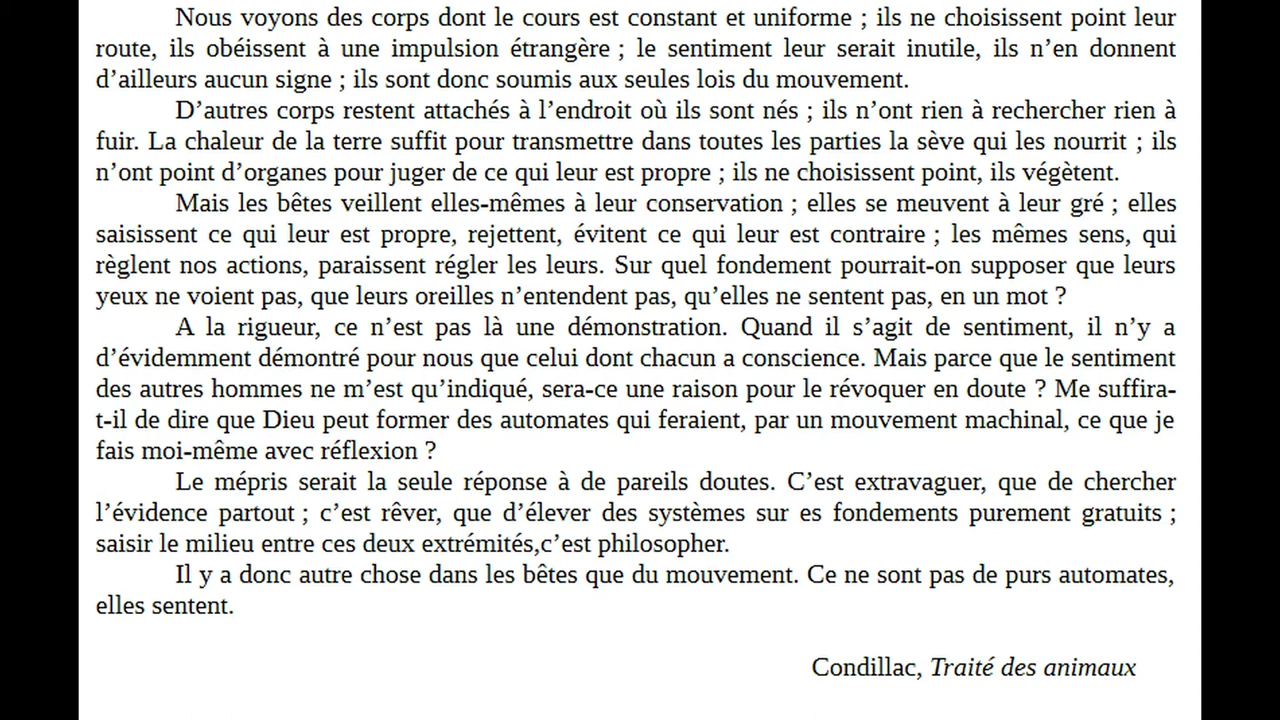 Nous voyons des corps dont le cours est constant et uniforme ; ils ne choisissent point leur
route, ils obéissent à une impulsion étrangère ; le sentiment leur serait inutile, ils n’en donnent
d’ailleurs aucun signe ; ils sont donc soumis aux seules lois du mouvement.
D’autres corps restent attachés à l’endroit où ils sont nés ; ils n’ont rien à rechercher rien à
fuir. La chaleur de la terre suffit pour transmettre dans toutes les parties la sève qui les nourrit ; ils
n’ont point d’organes pour juger de ce qui leur est propre ; ils ne choisissent point, ils végètent.
Mais les bêtes veillent elles-mêmes à leur conservation ; elles se meuvent à leur gré ; elles
saisissent ce qui leur est propre, rejettent, évitent ce qui leur est contraire ; les mêmes sens, qui
règlent nos actions, paraissent régler les leurs. Sur quel fondement pourrait-on supposer que leurs
yeux ne voient pas, que leurs oreilles n’entendent pas, qu’elles ne sentent pas, en un mot ?
A la rigueur, ce n’est pas là une démonstration. Quand il s’agit de sentiment, il n’y a
d’évidemment démontré pour nous que celui dont chacun a conscience. Mais parce que le sentiment
des autres hommes ne m’est qu’indiqué, sera-ce une raison pour le révoquer en doute ? Me suffira-
t-il de dire que Dieu peut former des automates qui feraient, par un mouvement machinal, ce que je
fais moi-même avec réflexion ?
Le mépris serait la seule réponse à de pareils doutes. C’est extravaguer, que de chercher
l’évidence partout ; c’est rêver, que d’élever des systèmes sur es fondements purement gratuits ;
saisir le milieu entre ces deux extrémités,c’est philosopher.
Il y a donc autre chose dans les bêtes que du mouvement. Ce ne sont pas de purs automates,
elles sentent.
Condillac, Traité des animaux